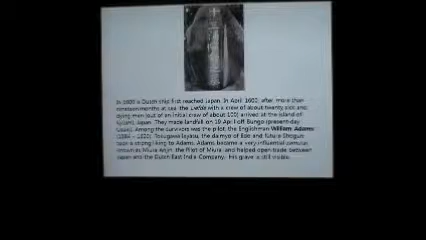 In 1600 a Dutch ship first reached Japan. In April 1600, after more than
nineteen months at sea, the Liefde with a crew of about twenty sick and
dying men (out of an initial crew of about 100) arrived at the island of
Kyushu, Japan. They made landfall on 19 April off Bungo (present-day
Usuki). Among the survivors was the pilot, the Englishman William Adams
(1564 – 1620). Tokugawa Ieyasu, the daimyo of Edo and future Shogun,
took a strong liking to Adams. Adams became a very influential samurai
known as Miura Anjin, the Pilot of Miura, and helped open trade between
Japan and the Dutch East India Company. His grave is still visible.